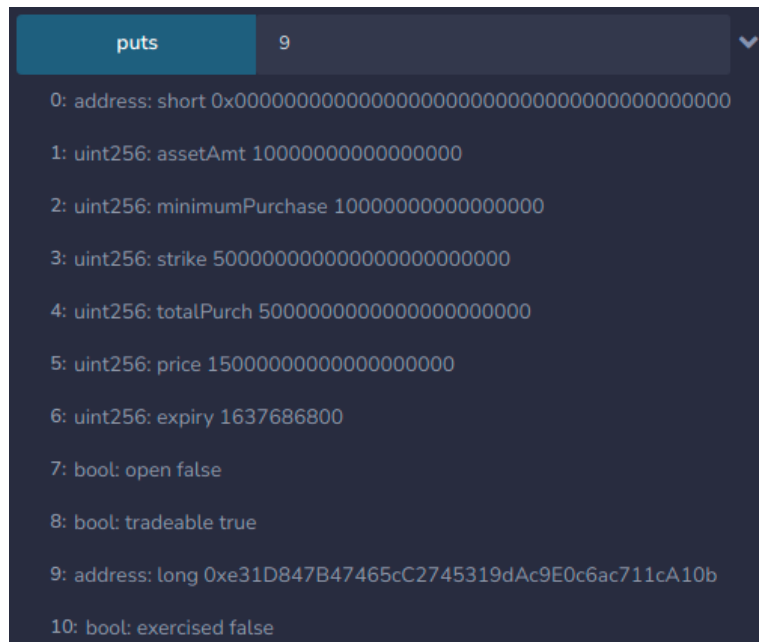 puts 9
0: address: short 0x0000000000000000000000000000000000000000
1: uint256: assetAmt 10000000000000000
2: uint256: minimumPurchase 10000000000000000
3: uint256: strike 5000000000000000000000
4: uint256: totalPurch 50000000000000000000
5: uint256: price 15000000000000000000
6: uint256: expiry 1637686800
7: bool: open false
8: bool: tradeable true
9: address: long 0xe31D847B47465cC2745319dAc9E0c6ac711cA10b
10: bool: exercised false